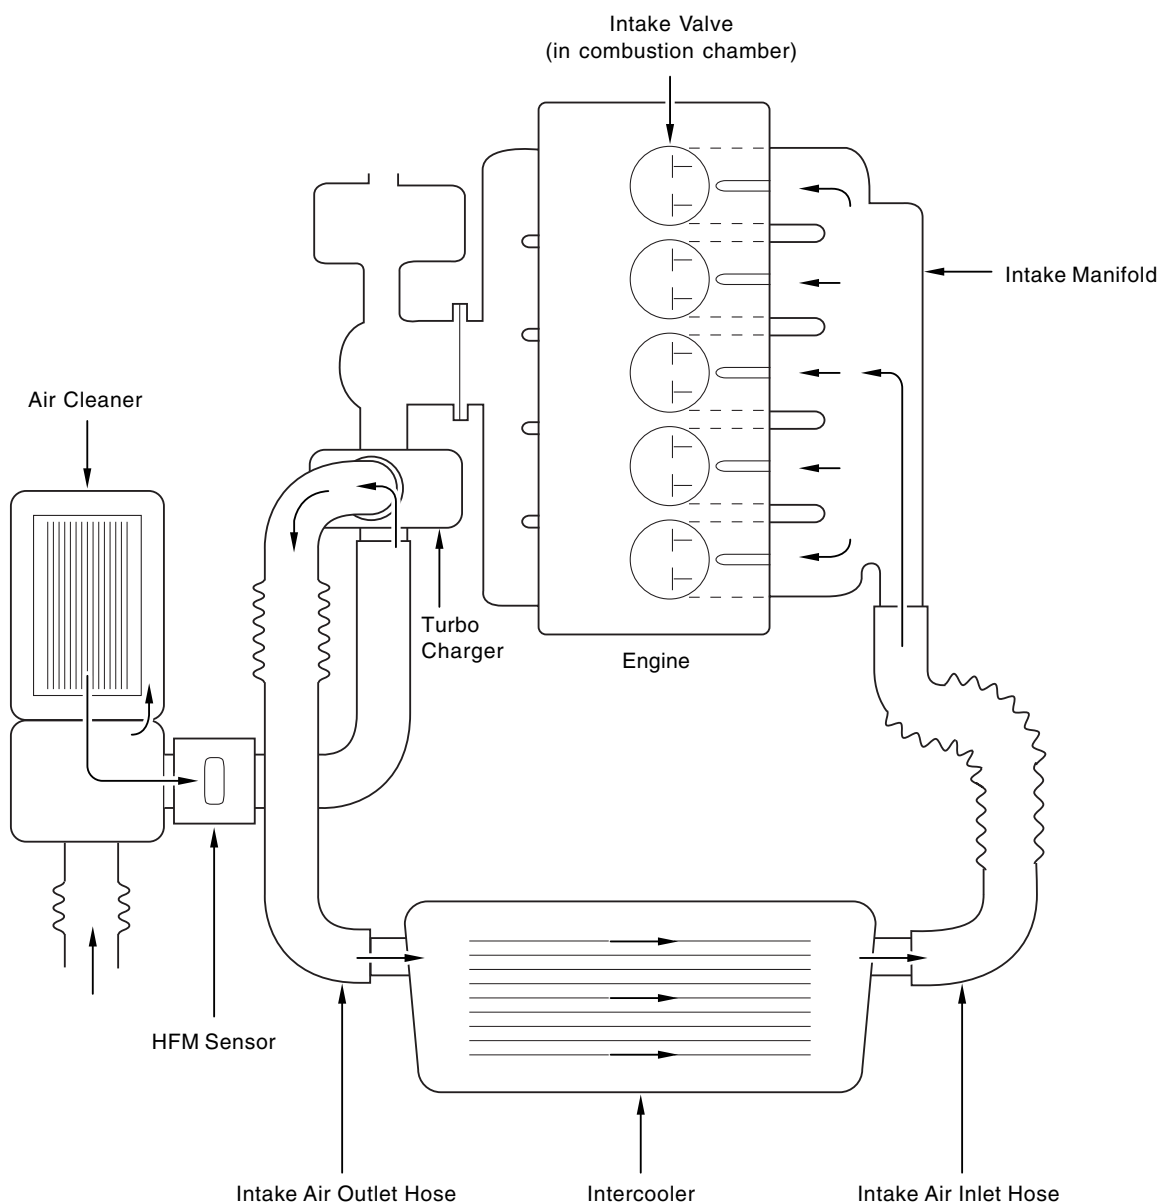 Intake Valve
(in combustion chamber)
Intake Manifold
Air Cleaner
Turbo
Charger
Engine
HFM Sensor
Intake Air Outlet Hose
Intercooler
Intake Air Inlet Hose